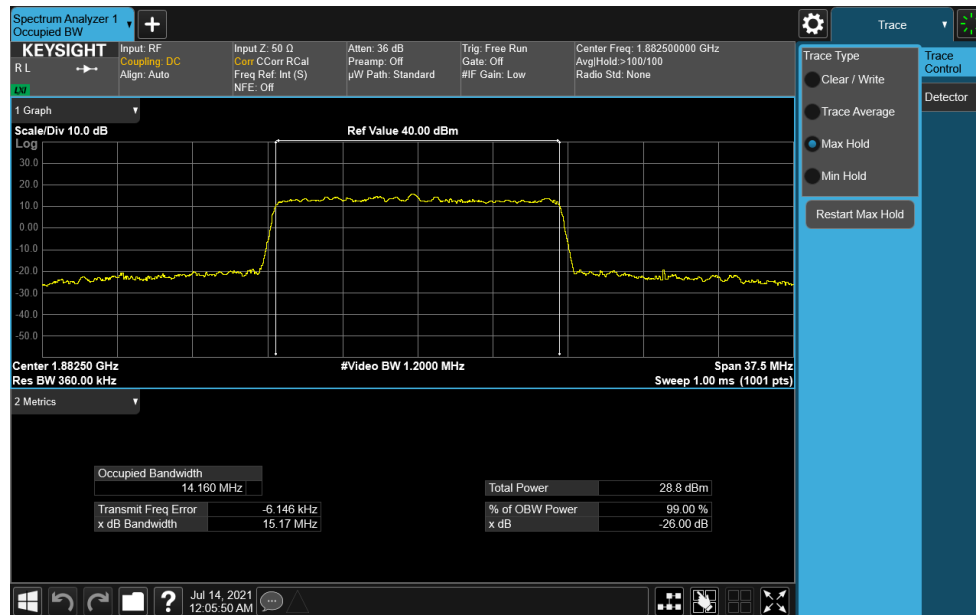 Spectrum Analyzer 1
Occupied BW
+
Trace
KEYSIGHT
R L
LXI
Input: RF
Coupling: DC
Align: Auto
Input Z: 50 Ω
Corr CCorr RCal
Freq Ref: Int (S)
NFE: Off
Atten: 36 dB
Preamp: Off
µW Path: Standard
Trig: Free Run
Gate: Off
#IF Gain: Low
Center Freq: 1.882500000 GHz
Avg|Hold:>100/100
Radio Std: None
Trace Type
Clear / Write
Trace Average
Max Hold
Min Hold
Restart Max Hold
Trace
Control
Detector
1 Graph
Scale/Div 10.0 dB
Ref Value 40.00 dBm
Log
30.0
20.0
10.0
0.00
-10.0
-20.0
-30.0
-40.0
-50.0
Center 1.88250 GHz
#Video BW 1.2000 MHz
Span 37.5 MHz
Res BW 360.00 kHz
Sweep 1.00 ms (1001 pts)
2 Metrics
Occupied Bandwidth
14.160 MHz
Total Power 28.8 dBm
Transmit Freq Error -6.146 kHz
% of OBW Power 99.00 %
x dB Bandwidth 15.17 MHz
x dB -26.00 dB
?
Jul 14, 2021
12:05:50 AM